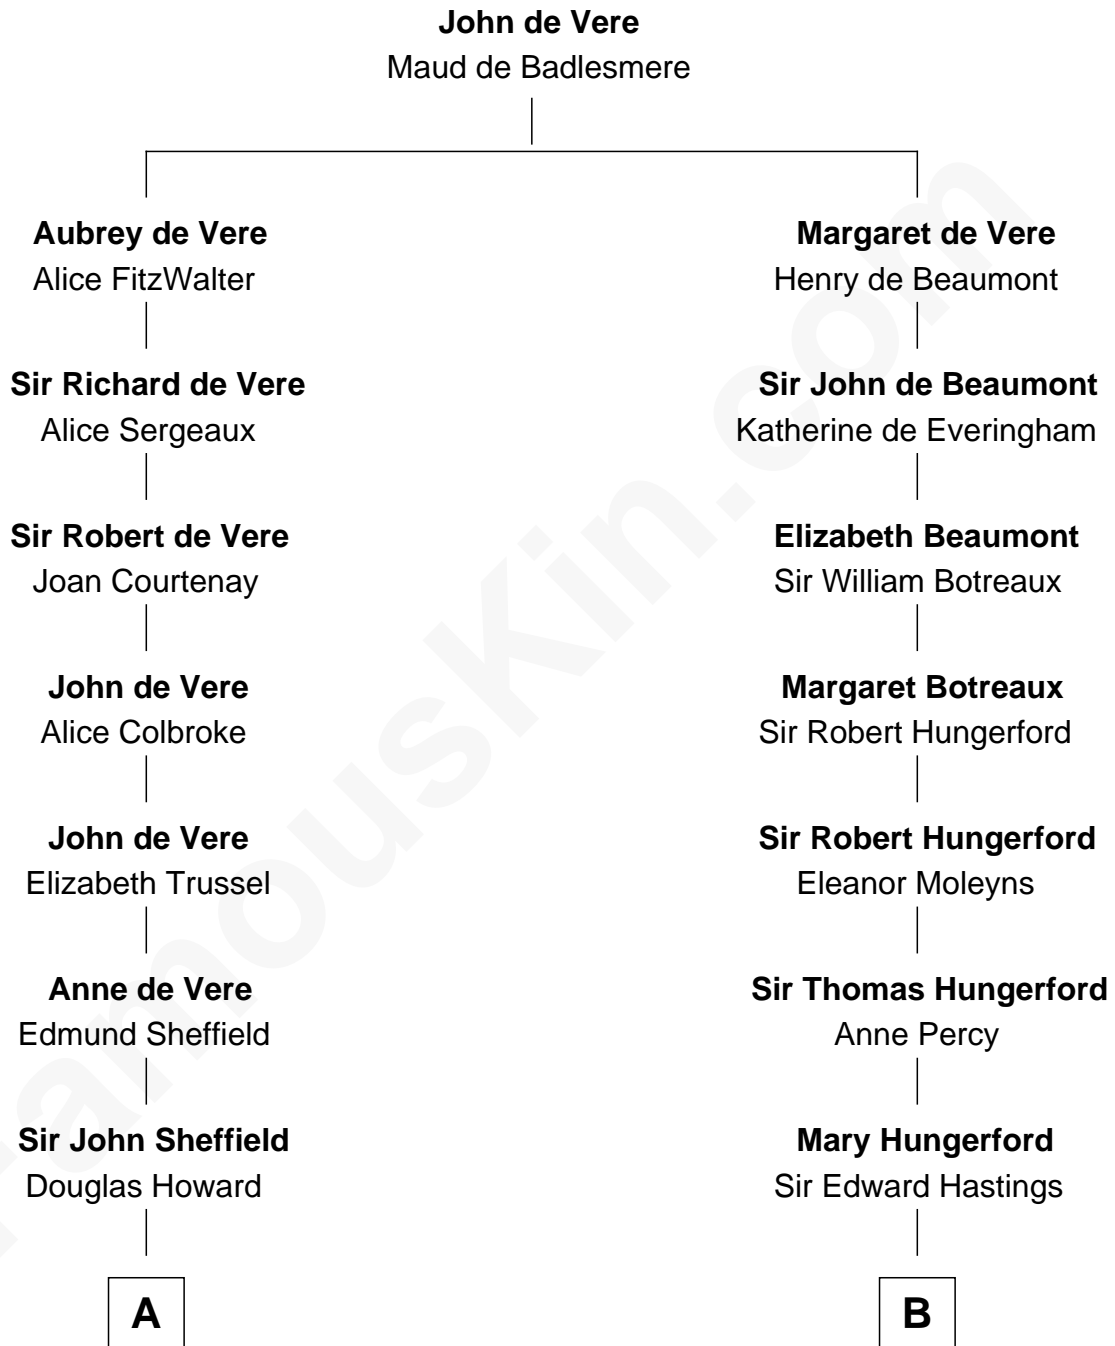 John de Vere
Maud de Badlesmere
Aubrey de Vere
Alice FitzWalter
Margaret de Vere
Henry de Beaumont
Sir Richard de Vere
Alice Sergeaux
Sir John de Beaumont
Katherine de Everingham
Sir Robert de Vere
Joan Courtenay
Elizabeth Beaumont
Sir William Botreaux
John de Vere
Alice Colbroke
Margaret Botreaux
Sir Robert Hungerford
John de Vere
Elizabeth Trussel
Sir Robert Hungerford
Eleanor Moleyns
Anne de Vere
Edmund Sheffield
Sir Thomas Hungerford
Anne Percy
Sir John Sheffield
Douglas Howard
Mary Hungerford
Sir Edward Hastings
A
B
FamousKin.com